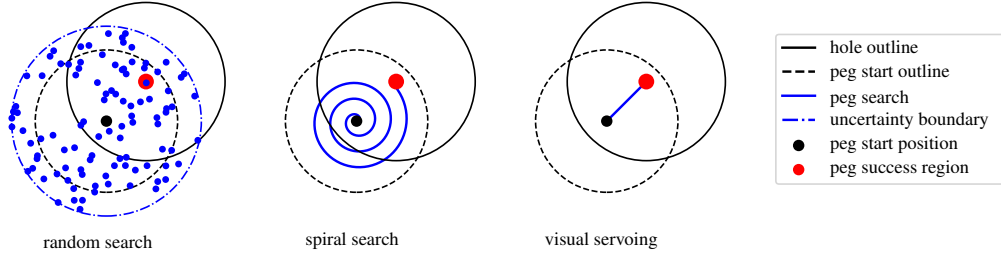 random search
spiral search
visual servoing
hole outline
peg start outline
peg search
uncertainty boundary
peg start position
peg success region